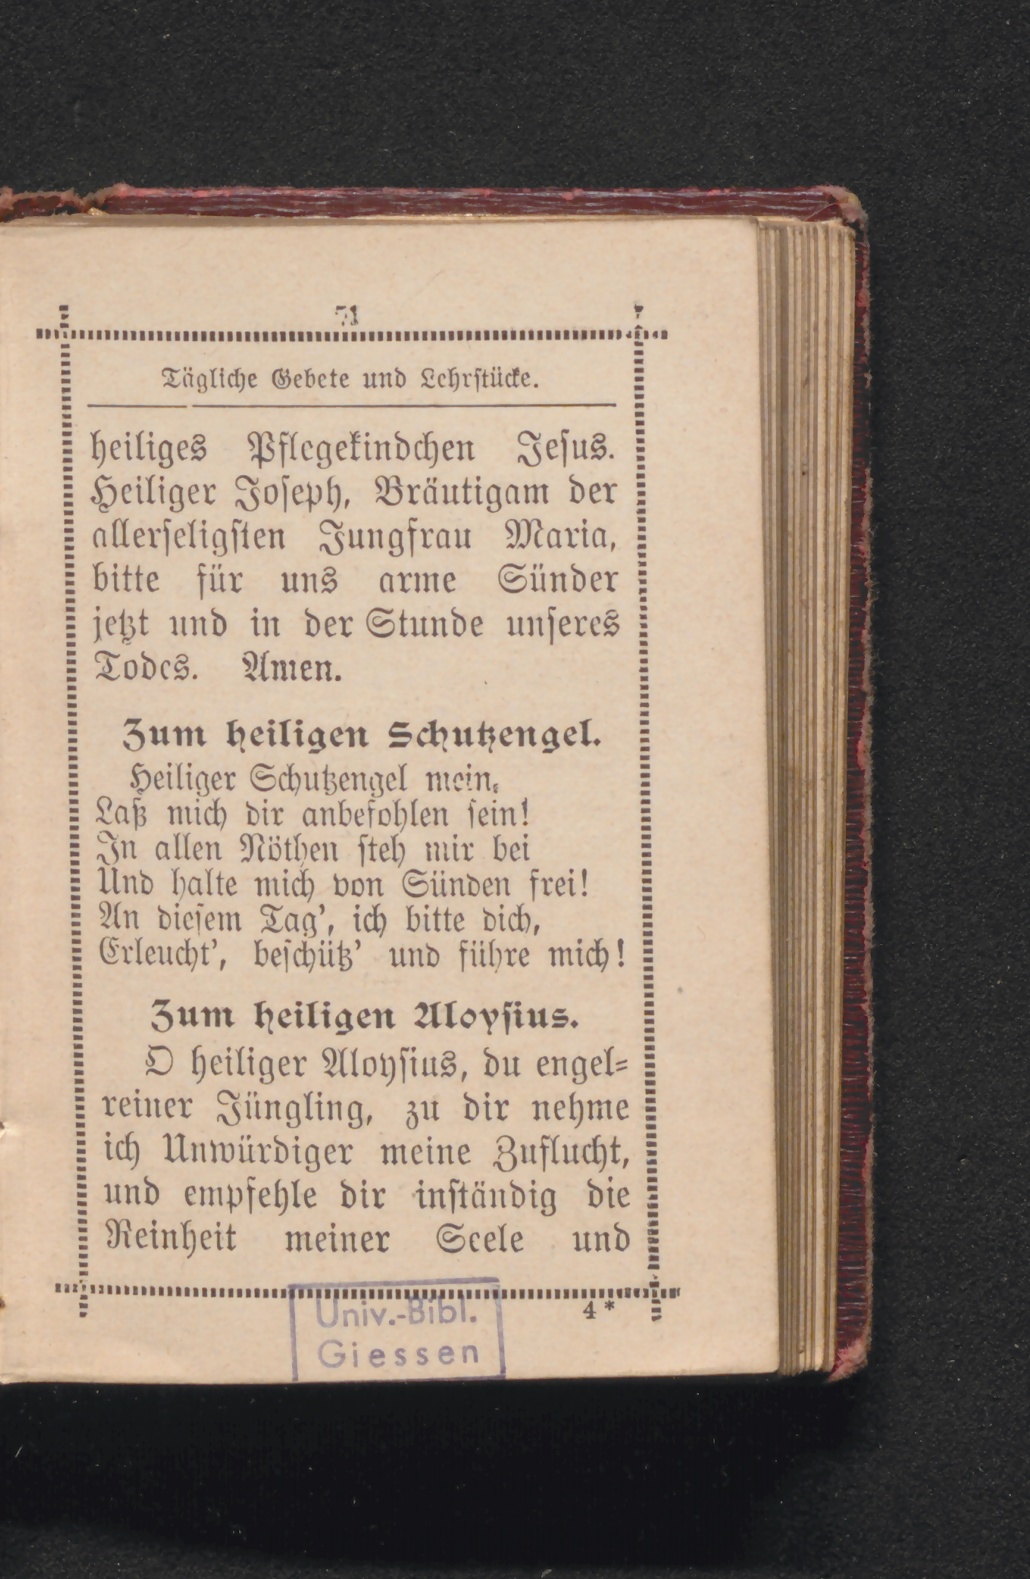 71
Tägliche Gebete und Lehrstücke.
heiliges Pflegekindchen Jesus.
Heiliger Joseph, Bräutigam der
allerseligsten Jungfrau Maria,
bitte für uns arme Sünder
jetzt und in der Stunde unseres
Todes. Amen.
Zum heiligen Schutzengel.
Heiliger Schutzengel mein,
Laß mich dir anbefohlen sein!
In allen Nöthen steh mir bei
Und halte mich von Sünden frei!
An diesem Tag', ich bitte dich,
Erleucht', beschütz' und führe mich!
Zum heiligen Aloysius.
O heiliger Aloysius, du engel=
reiner Jüngling, zu dir nehme
ich Unwürdiger meine Zuflucht,
und empfehle dir inständig die
Reinheit meiner Seele und
4*
Univ.-Bibl.
Giessen